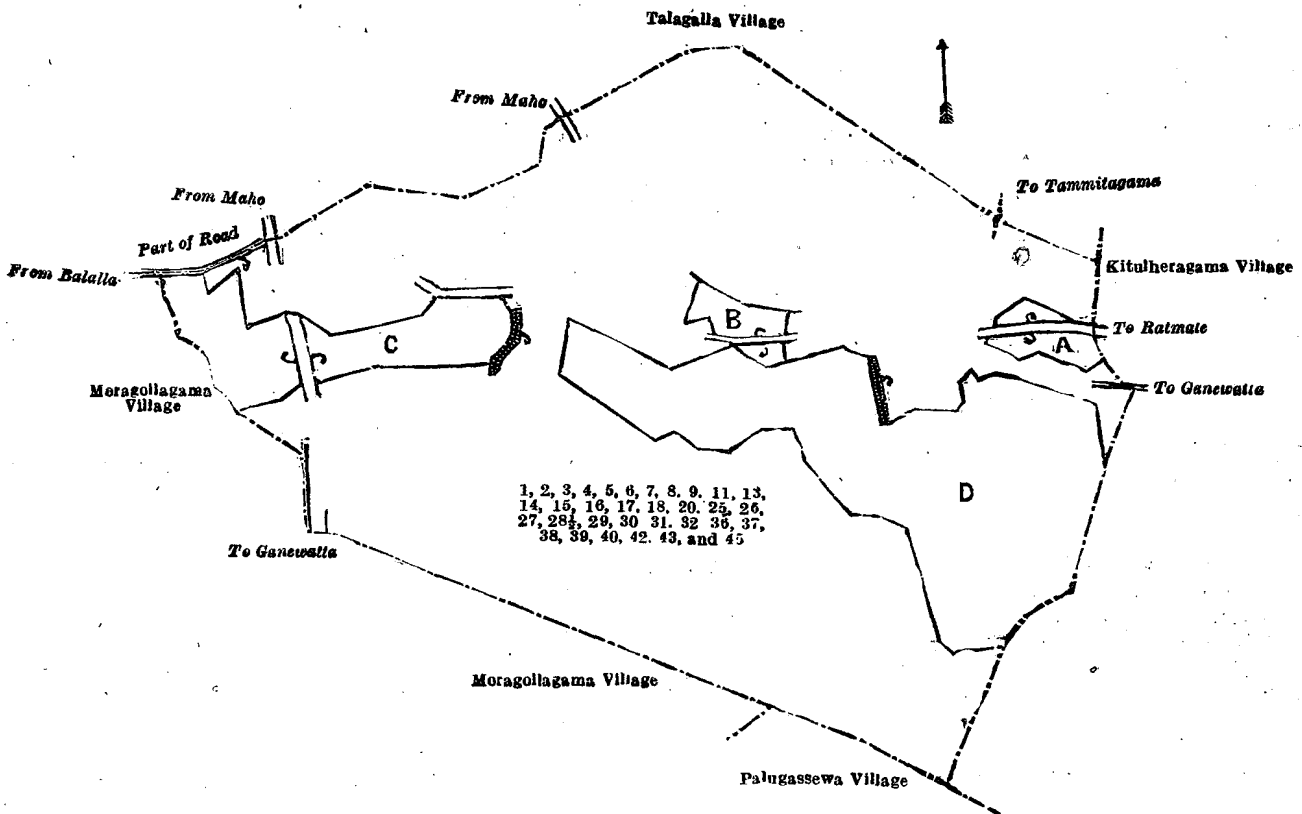 Talagalla Village
From Maho
To Tammitagama
From Maho
Part of Road
From Balalla
Kitulheragama Village
B
To Ratmale
C
A
Moragollagama
Village
To Ganewatta
D
1, 2, 3, 4, 5, 6, 7, 8. 9. 11, 13,
14, 15, 16, 17. 18, 20. 25, 26,
27, 28½, 29, 30 31. 32 36, 37,
38, 39, 40, 42. 43, and 45
To Ganewatta
Moragollagama Village
Palugassewa Village